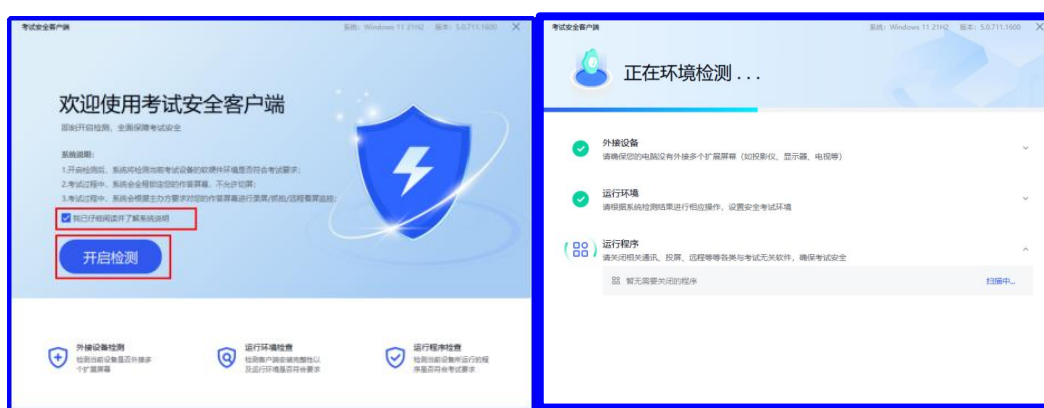 考试安全客户端
系统: Windows 11 21H2 版本: 5.0.711.1600
欢迎使用考试安全客户端
即刻开启检测，全面保障考试安全
系统说明:
1.开启检测后，系统将检测当前考试设备的软硬件环境是否符合考试要求;
2.考试过程中，系统会全程锁定您的作答屏幕，不允许切屏;
3.考试过程中，系统会根据主办方要求对您的作答屏幕进行录屏/抓拍/远程看屏监控;
我已仔细阅读并了解系统说明
开启检测
外接设备检测
检测当前设备是否外接多
个扩展屏幕
运行环境检查
检测客户端安装完整性以
及运行环境是否符合要求
运行程序检查
检测当前设备所运行的程
序是否符合考试要求
考试安全客户端
系统: Windows 11 21H2 版本: 5.0.711.1600
正在环境检测 . . .
外接设备
请确保您的电脑没有外接多个扩展屏幕（如投影仪、显示器、电视等）
运行环境
请根据系统检测结果进行相应操作，设置安全考试环境
运行程序
请关闭相关通讯、投屏、远程等等各类与考试无关软件，确保考试安全
暂无需要关闭的程序
扫描中...